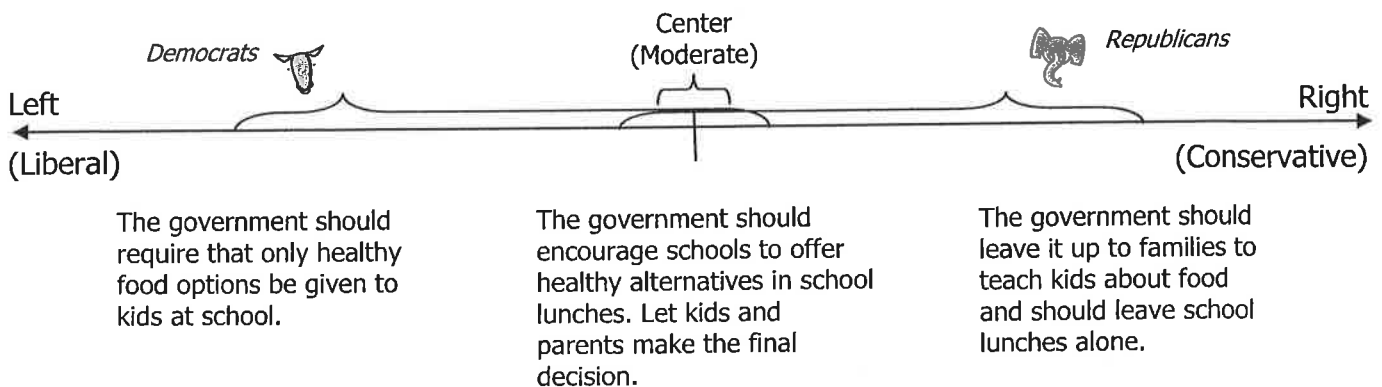 Center
(Moderate)
Democrats
Republicans
Left
Right
(Liberal)
(Conservative)
The government should
require that only healthy
food options be given to
kids at school.
The government should
encourage schools to offer
healthy alternatives in school
lunches. Let kids and
parents make the final
decision.
The government should
leave it up to families to
teach kids about food
and should leave school
lunches alone.